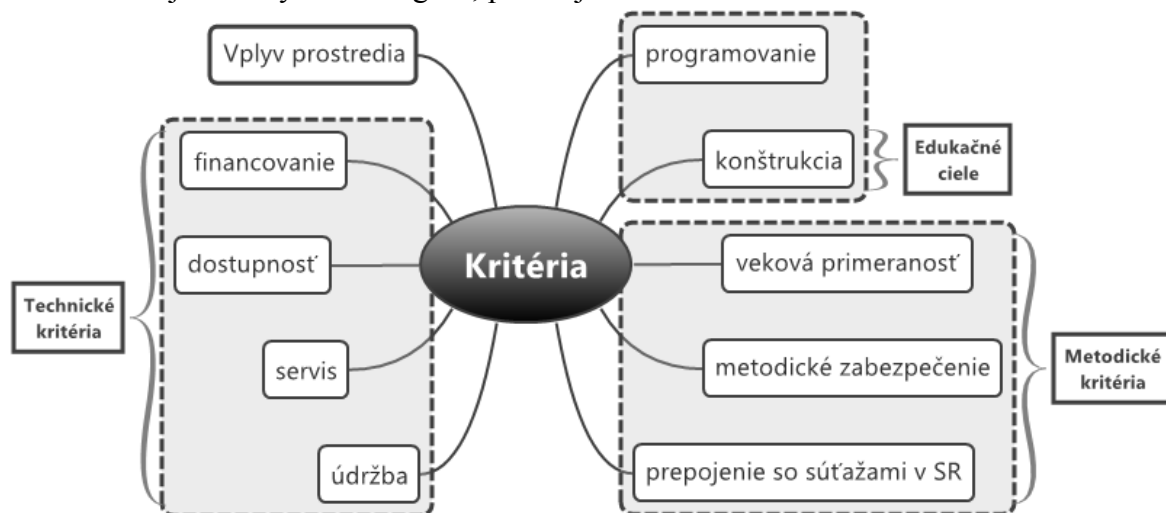 Vplyv prostredia
programovanie
financovanie
konštrukcia
Edukačné
ciele
dostupnosť
Kritéria
veková primeranosť
Technické
kritéria
servis
metodické zabezpečenie
Metodické
kritéria
údržba
prepojenie so súťažami v SR